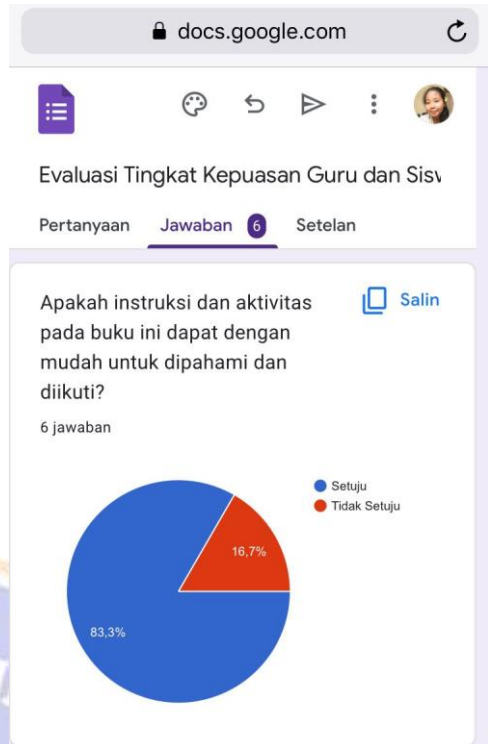 docs.google.com
Evaluasi Tingkat Kepuasan Guru dan Sisw
Pertanyaan Jawaban 6 Setelan
Apakah instruksi dan aktivitas
pada buku ini dapat dengan
mudah untuk dipahami dan
diikuti?
Salin
6 jawaban
Setuju
Tidak Setuju
16,7%
83,3%